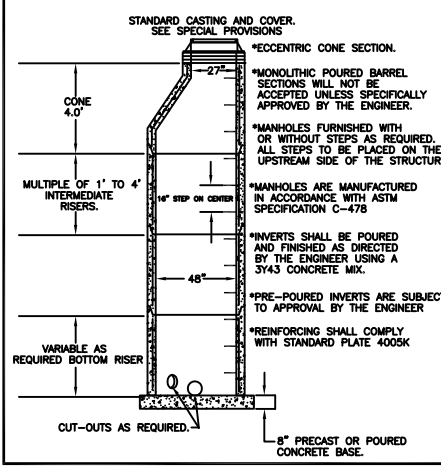 STANDARD CASTING AND COVER.
SEE SPECIAL PROVISIONS
27"
CONE
4.0'
MULTIPLE OF 1' TO 4'
INTERMEDIATE
RISERS.
16" STEP ON CENTER
48"
VARIABLE AS
REQUIRED BOTTOM RISER
CUT-OUTS AS REQUIRED.
*ECCENTRIC CONE SECTION.
*MONOLITHIC POURED BARREL
SECTIONS WILL NOT BE
ACCEPTED UNLESS SPECIFICALLY
APPROVED BY THE ENGINEER.
*MANHOLES FURNISHED WITH
OR WITHOUT STEPS AS REQUIRED.
ALL STEPS TO BE PLACED ON THE
UPSTREAM SIDE OF THE STRUCTUR
*MANHOLES ARE MANUFACTURED
IN ACCORDANCE WITH ASTM
SPECIFICATION C-478
*INVERTS SHALL BE POURED
AND FINISHED AS DIRECTED
BY THE ENGINEER USING A
3Y43 CONCRETE MIX.
*PRE-POURED INVERTS ARE SUBJECT
TO APPROVAL BY THE ENGINEER
*REINFORCING SHALL COMPLY
WITH STANDARD PLATE 4005K
8" PRECAST OR POURED
CONCRETE BASE.